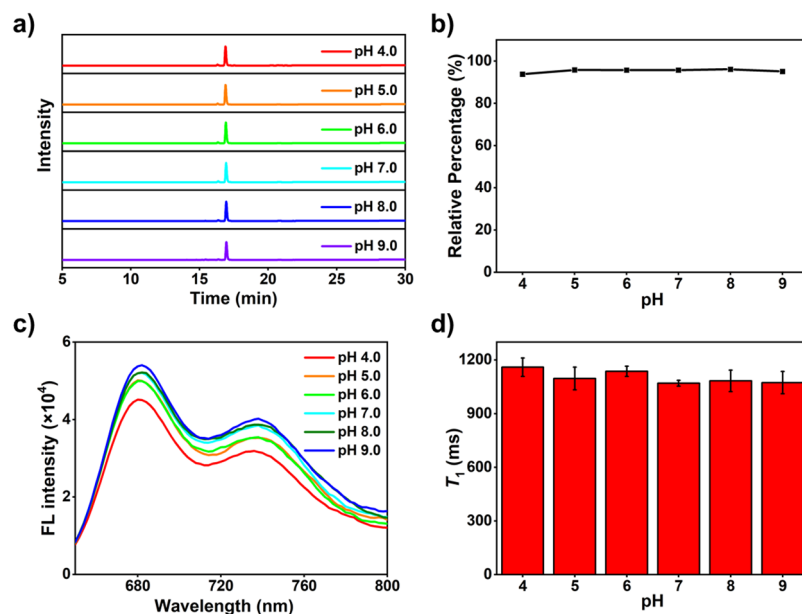 a)
Intensity
pH 4.0
pH 5.0
pH 6.0
pH 7.0
pH 8.0
pH 9.0
5 10 15 20 25 30
Time (min)
b)
Relative Percentage (%)
100
80
60
40
20
0
4 5 6 7 8 9
pH
c)
FL intensity (×10⁴)
6
4
2
0
pH 4.0
pH 5.0
pH 6.0
pH 7.0
pH 8.0
pH 9.0
680 720 760 800
Wavelength (nm)
d)
T₁ (ms)
1200
900
600
300
0
4 5 6 7 8 9
pH